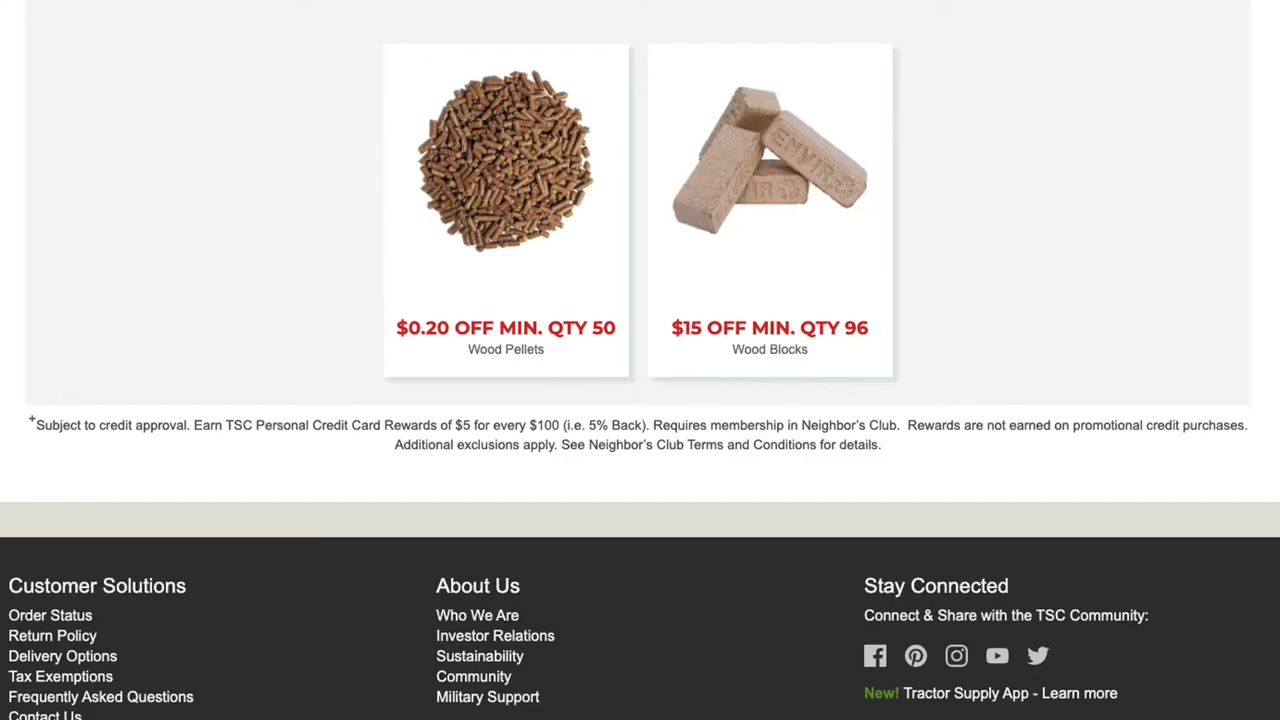 ENVIR
VIR
$0.20 OFF MIN. QTY 50
Wood Pellets
$15 OFF MIN. QTY 96
Wood Blocks
+Subject to credit approval. Earn TSC Personal Credit Card Rewards of $5 for every $100 (i.e. 5% Back). Requires membership in Neighbor’s Club.  Rewards are not earned on promotional credit purchases.
Additional exclusions apply. See Neighbor’s Club Terms and Conditions for details.
Customer Solutions
Order Status
Return Policy
Delivery Options
Tax Exemptions
Frequently Asked Questions
Contact Us
About Us
Who We Are
Investor Relations
Sustainability
Community
Military Support
Stay Connected
Connect & Share with the TSC Community:
New! Tractor Supply App - Learn more